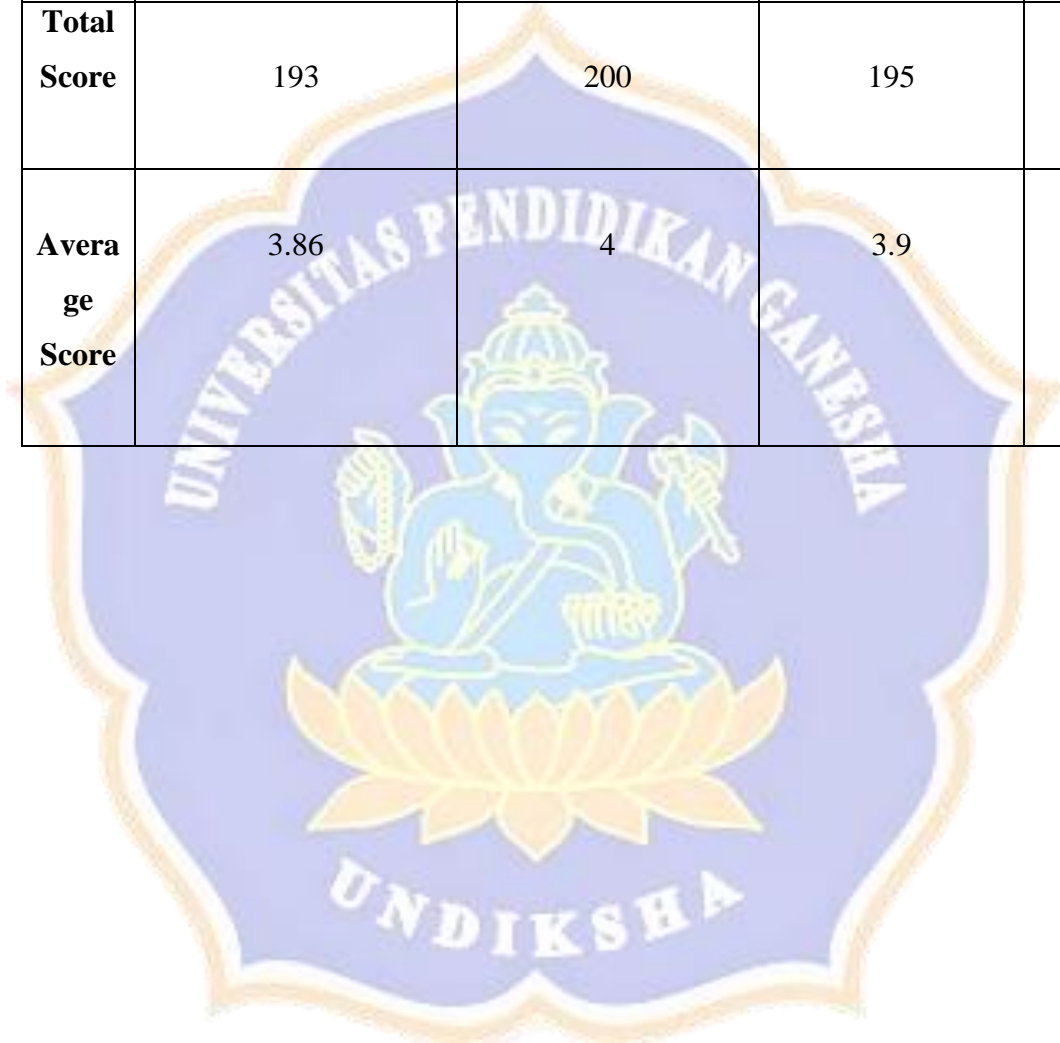 Total
Score 193 200 195
Avera 3.86 4 3.9
ge
Score
UNIVERSITAS PENDIDIKAN GANESHA
UNDIKSHA